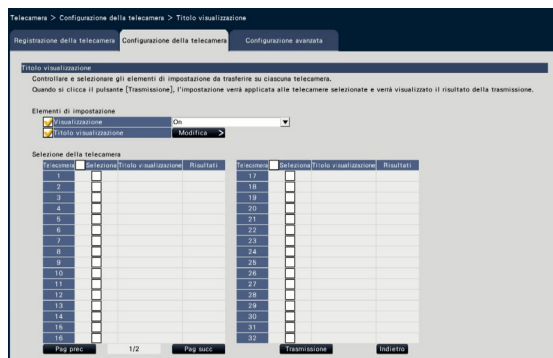 Telecamere > Configurazione della telecamera > Titolo visualizzazione
Registrazione della telecamera Configurazione della telecamera Configurazione avanzata
Titolo visualizzazione
Controllare e selezionare gli elementi di impostazione da trasferire su ciascuna telecamera.
Quando si clicca il pulsante [Trasmissione], l'impostazione verrà applicata alle telecamere selezionate e verrà visualizzato il risultato della trasmissione.
Elementi di impostazione
Visualizzazione On
Titolo visualizzazione Modifica >
Selezione della telecamera
Telecamera Seleziona Titolo visualizzazione Risultati Telecamera Seleziona Titolo visualizzazione Risultati
1 17
2 18
3 19
4 20
5 21
6 22
7 23
8 24
9 25
10 26
11 27
12 28
13 29
14 30
15 31
16 32
Pag prec 1/2 Pag succ Trasmissione Indietro